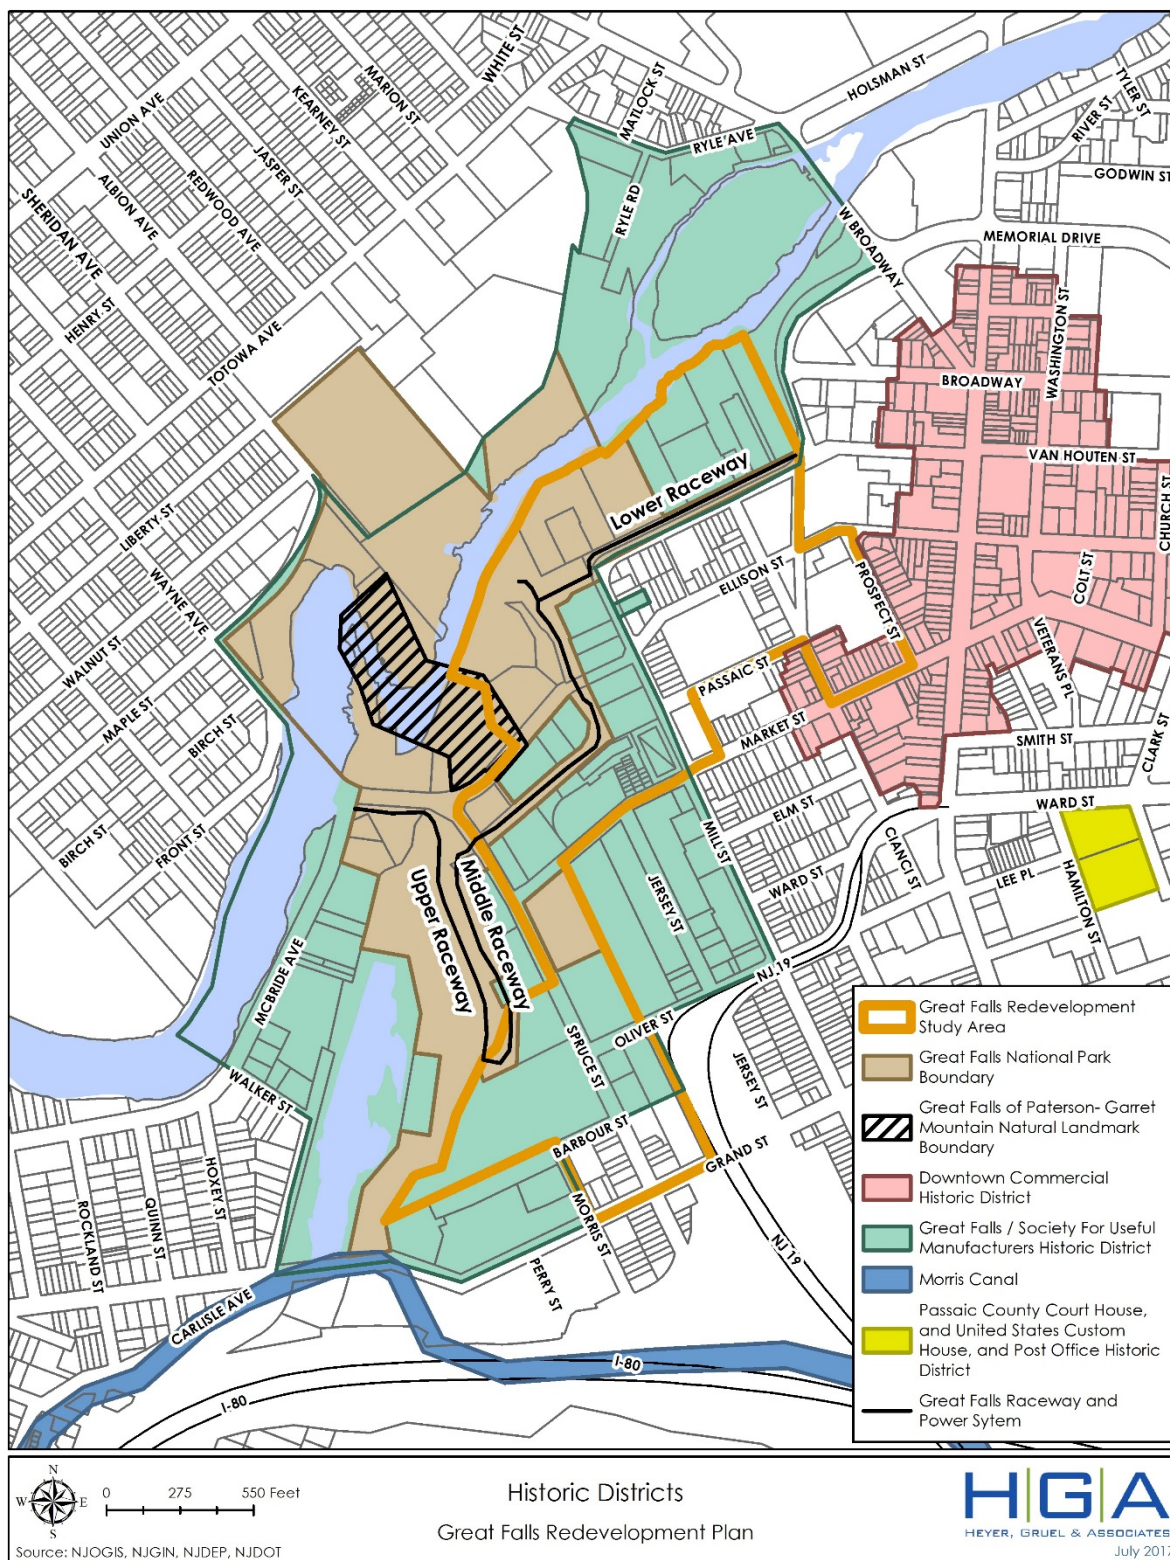 WHITE ST
MARION ST
KEARNEY ST
UNION AVE
JASPER ST
REDWOOD AVE
ALBION AVE
SHERIDAN AVE
HENRY ST
TOTOWA AVE
MATLOCK ST
HOLSMAN ST
RYLE AVE
RYLE RD
TYLER ST
RIVER ST
GODWIN ST
W BROADWAY
MEMORIAL DRIVE
WASHINGTON ST
BROADWAY
VAN HOUTEN ST
CHURCH ST
Lower Raceway
LIBERTY ST
WAYNE AVE
WALNUT ST
MAPLE ST
BIRCH ST
ELLISON ST
PROSPECT ST
COLT ST
VETERANS PL
PASSAIC ST
MARKET ST
SMITH ST
CLARK ST
WARD ST
ELM ST
MILL ST
CIANCI ST
LEE PL
HAMILTON ST
BIRCH ST
FRONT ST
Middle Raceway
Upper Raceway
JERSEY ST
WARD ST
NJ 19
MCBRIDE AVE
OLIVER ST
SPRUCE ST
JERSEY ST
WALKER ST
BARBOUR ST
GRAND ST
HOXEY ST
QUINN ST
ROCKLAND ST
MORRIS ST
NJ 19
PERRY ST
CARLISLE AVE
I-80
I-80
Great Falls Redevelopment
Study Area
Great Falls National Park
Boundary
Great Falls of Paterson- Garret
Mountain Natural Landmark
Boundary
Downtown Commercial
Historic District
Great Falls / Society For Useful
Manufacturers Historic District
Morris Canal
Passaic County Court House,
and United States Custom
House, and Post Office Historic
District
Great Falls Raceway and
Power Sytem
N
W E
S
0 275 550 Feet
Source: NJOGIS, NJGIN, NJDEP, NJDOT
Historic Districts
Great Falls Redevelopment Plan
H|G|A
HEYER, GRUEL & ASSOCIATES
July 2017